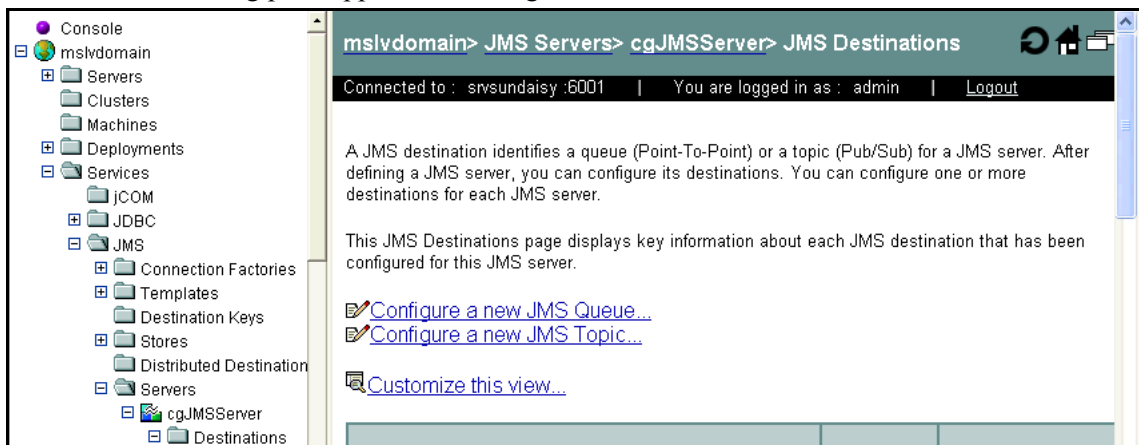 Console
mslvdomain
Servers
Clusters
Machines
Deployments
Services
jCOM
JDBC
JMS
Connection Factories
Templates
Destination Keys
Stores
Distributed Destination
Servers
cgJMSServer
Destinations
mslvdomain> JMS Servers> cgJMSServer> JMS Destinations
Connected to : srvsundaisy :6001 | You are logged in as : admin | Logout
A JMS destination identifies a queue (Point-To-Point) or a topic (Pub/Sub) for a JMS server. After
defining a JMS server, you can configure its destinations. You can configure one or more
destinations for each JMS server.
This JMS Destinations page displays key information about each JMS destination that has been
configured for this JMS server.
Configure a new JMS Queue...
Configure a new JMS Topic...
Customize this view...